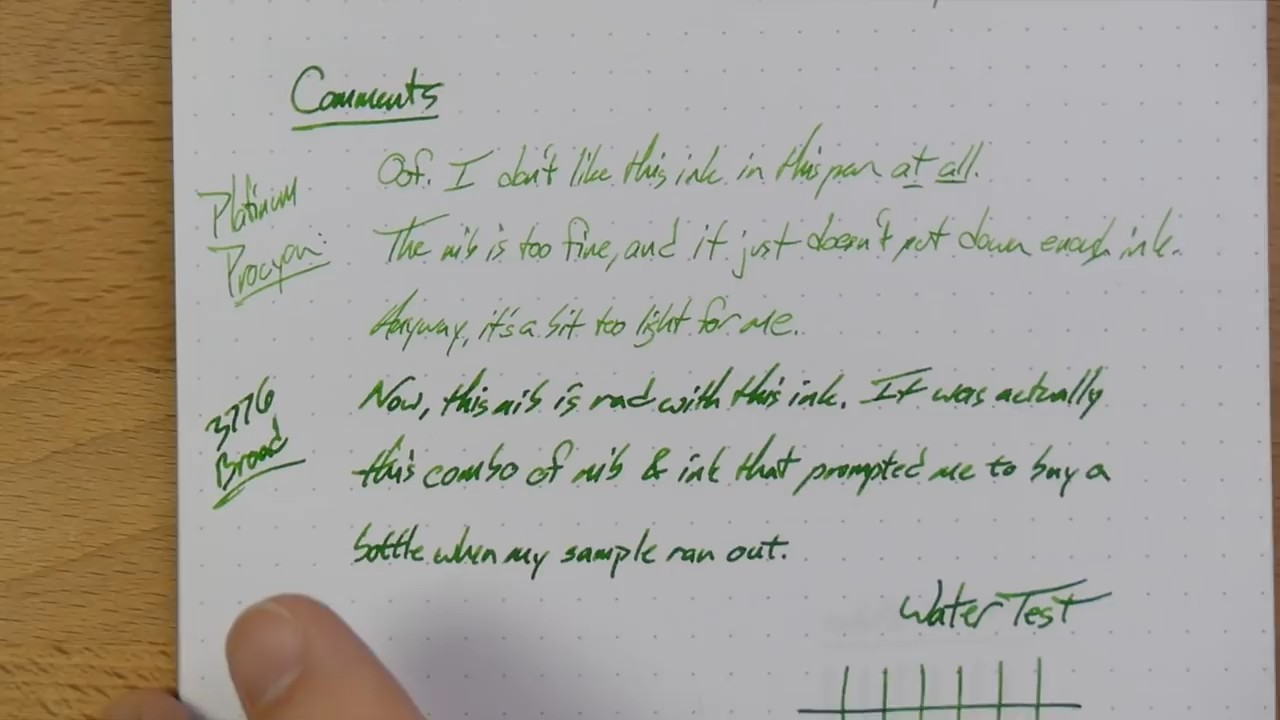 Comments
Platinum
Procyon:
Oof. I don't like this ink in this pen at all.
The nib is too fine, and it just doesn't put down enough ink.
Anyway, it's a bit too light for me.
3776
Broad
Now, this nib is rad with this ink. It was actually
this combo of nib & ink that prompted me to buy a
bottle when my sample ran out.
Water Test